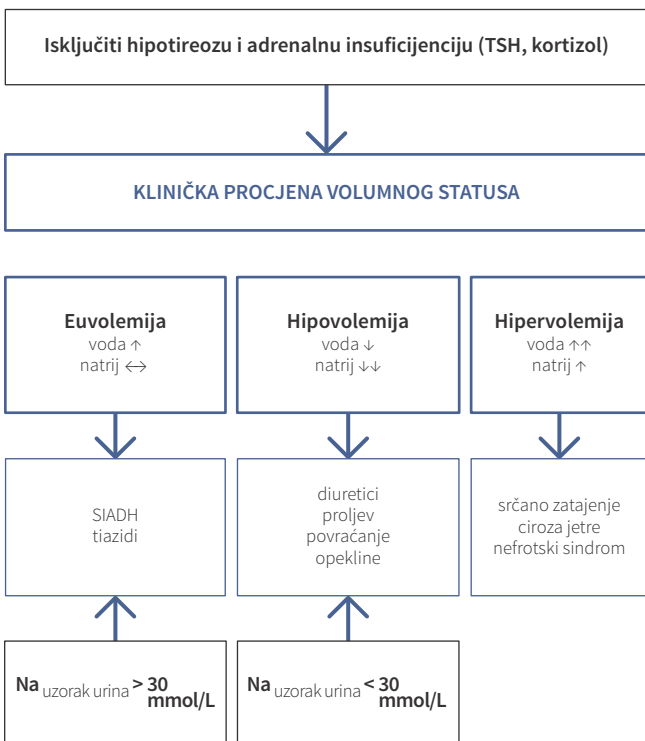 Isključiti hipotireozu i adrenalnu insuficijenciju (TSH, kortizol)
KLINIČKA PROCJENA VOLUMNOG STATUSA
Euvolemija
voda ↑
natrij ↔
Hipovolemija
voda ↓
natrij ↓↓
Hipervolemija
voda ↑↑
natrij ↑
SIADH
tiazidi
diuretici
proljev
povraćanje
opekline
srčano zatajenje
ciroza jetre
nefrotski sindrom
Na uzorak urina > 30
mmol/L
Na uzorak urina < 30
mmol/L